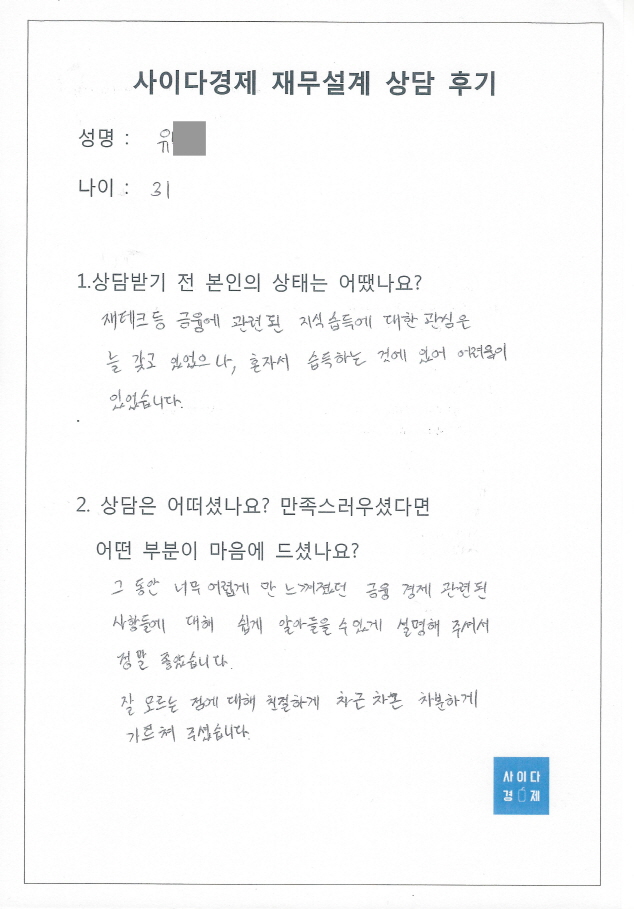 사이다경제 재무설계 상담 후기
성명 : 유
나이 : 31
1.상담받기 전 본인의 상태는 어땠나요?
재테크등 금융에 관련된 지식습득에 대한 관심은
늘 갖고 있었으나, 혼자서 습득하는 것에 있어 어려움이
있었습니다.
2. 상담은 어떠셨나요? 만족스러우셨다면
어떤 부분이 마음에 드셨나요?
그 동안 너무 어렵게 만 느껴졌던 금융 경제 관련된
사항들에 대해 쉽게 알아들을 수 있게 설명해 주셔서
정말 좋았습니다.
잘 모르는 점에 대해 친절하게 차근차근 차분하게
가르쳐 주셨습니다.
사이다
경제